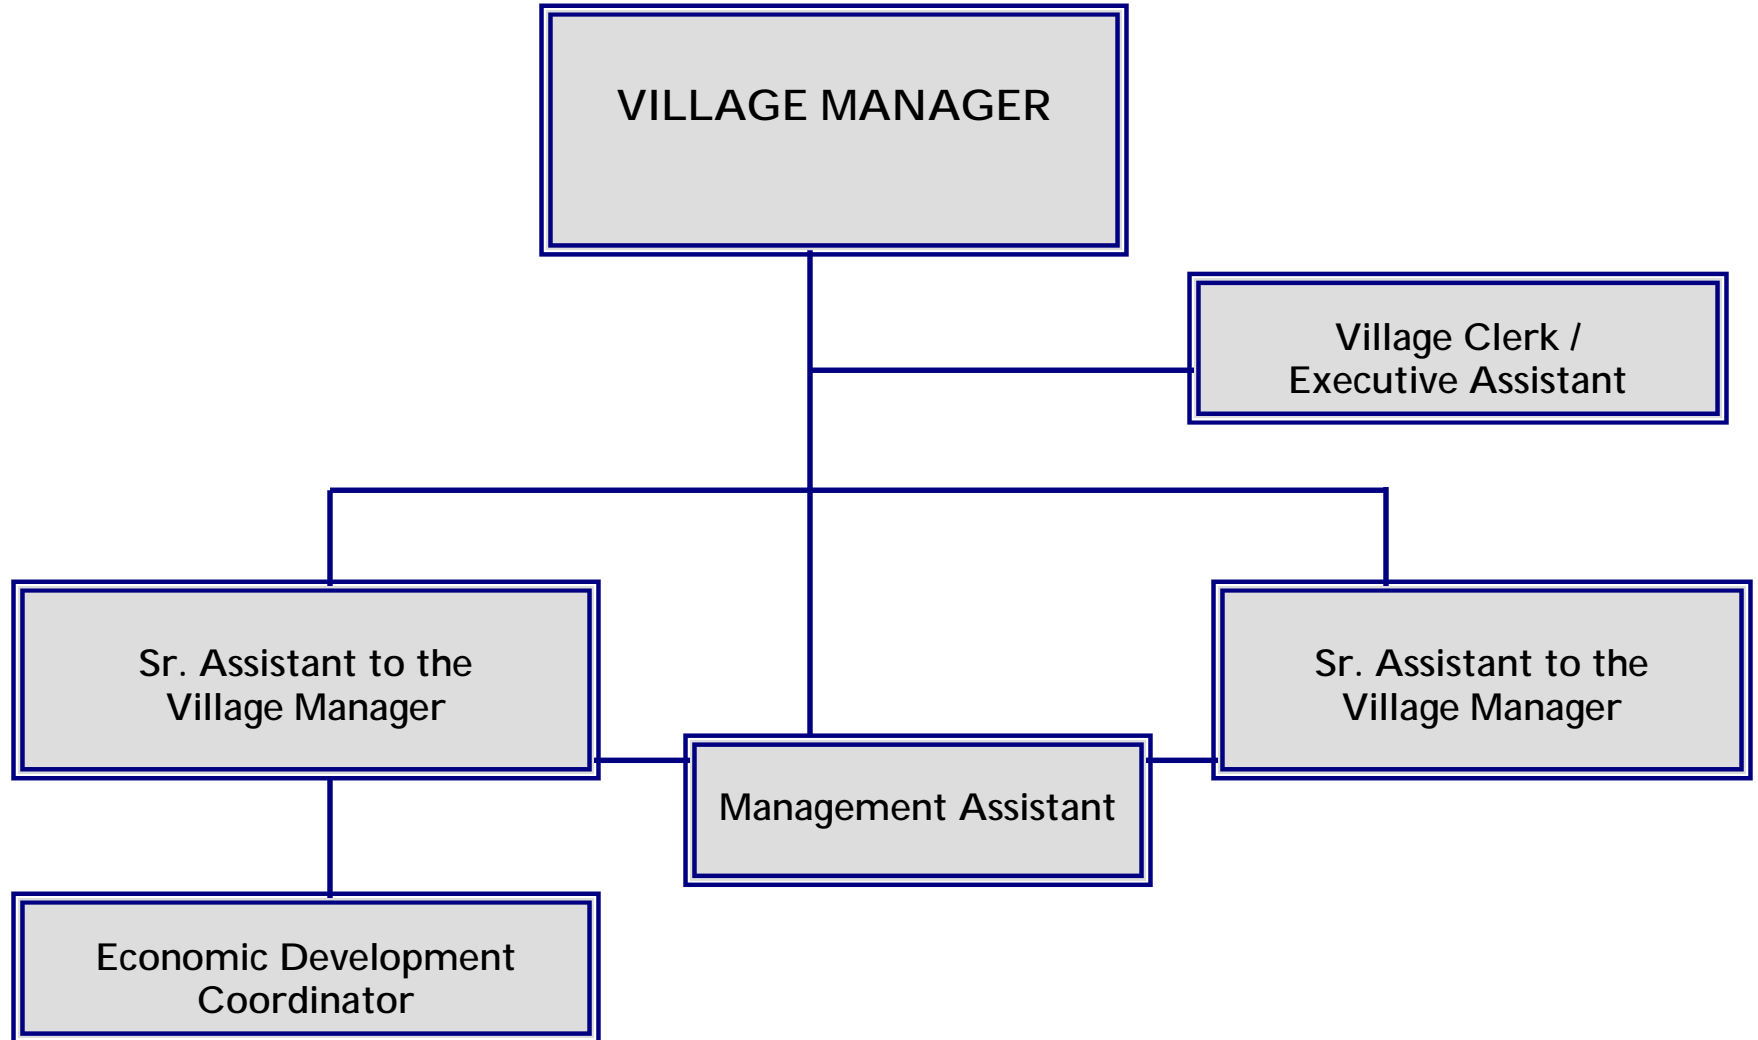 VILLAGE MANAGER
Village Clerk /
Executive Assistant
Sr. Assistant to the
Village Manager
Sr. Assistant to the
Village Manager
Management Assistant
Economic Development
Coordinator